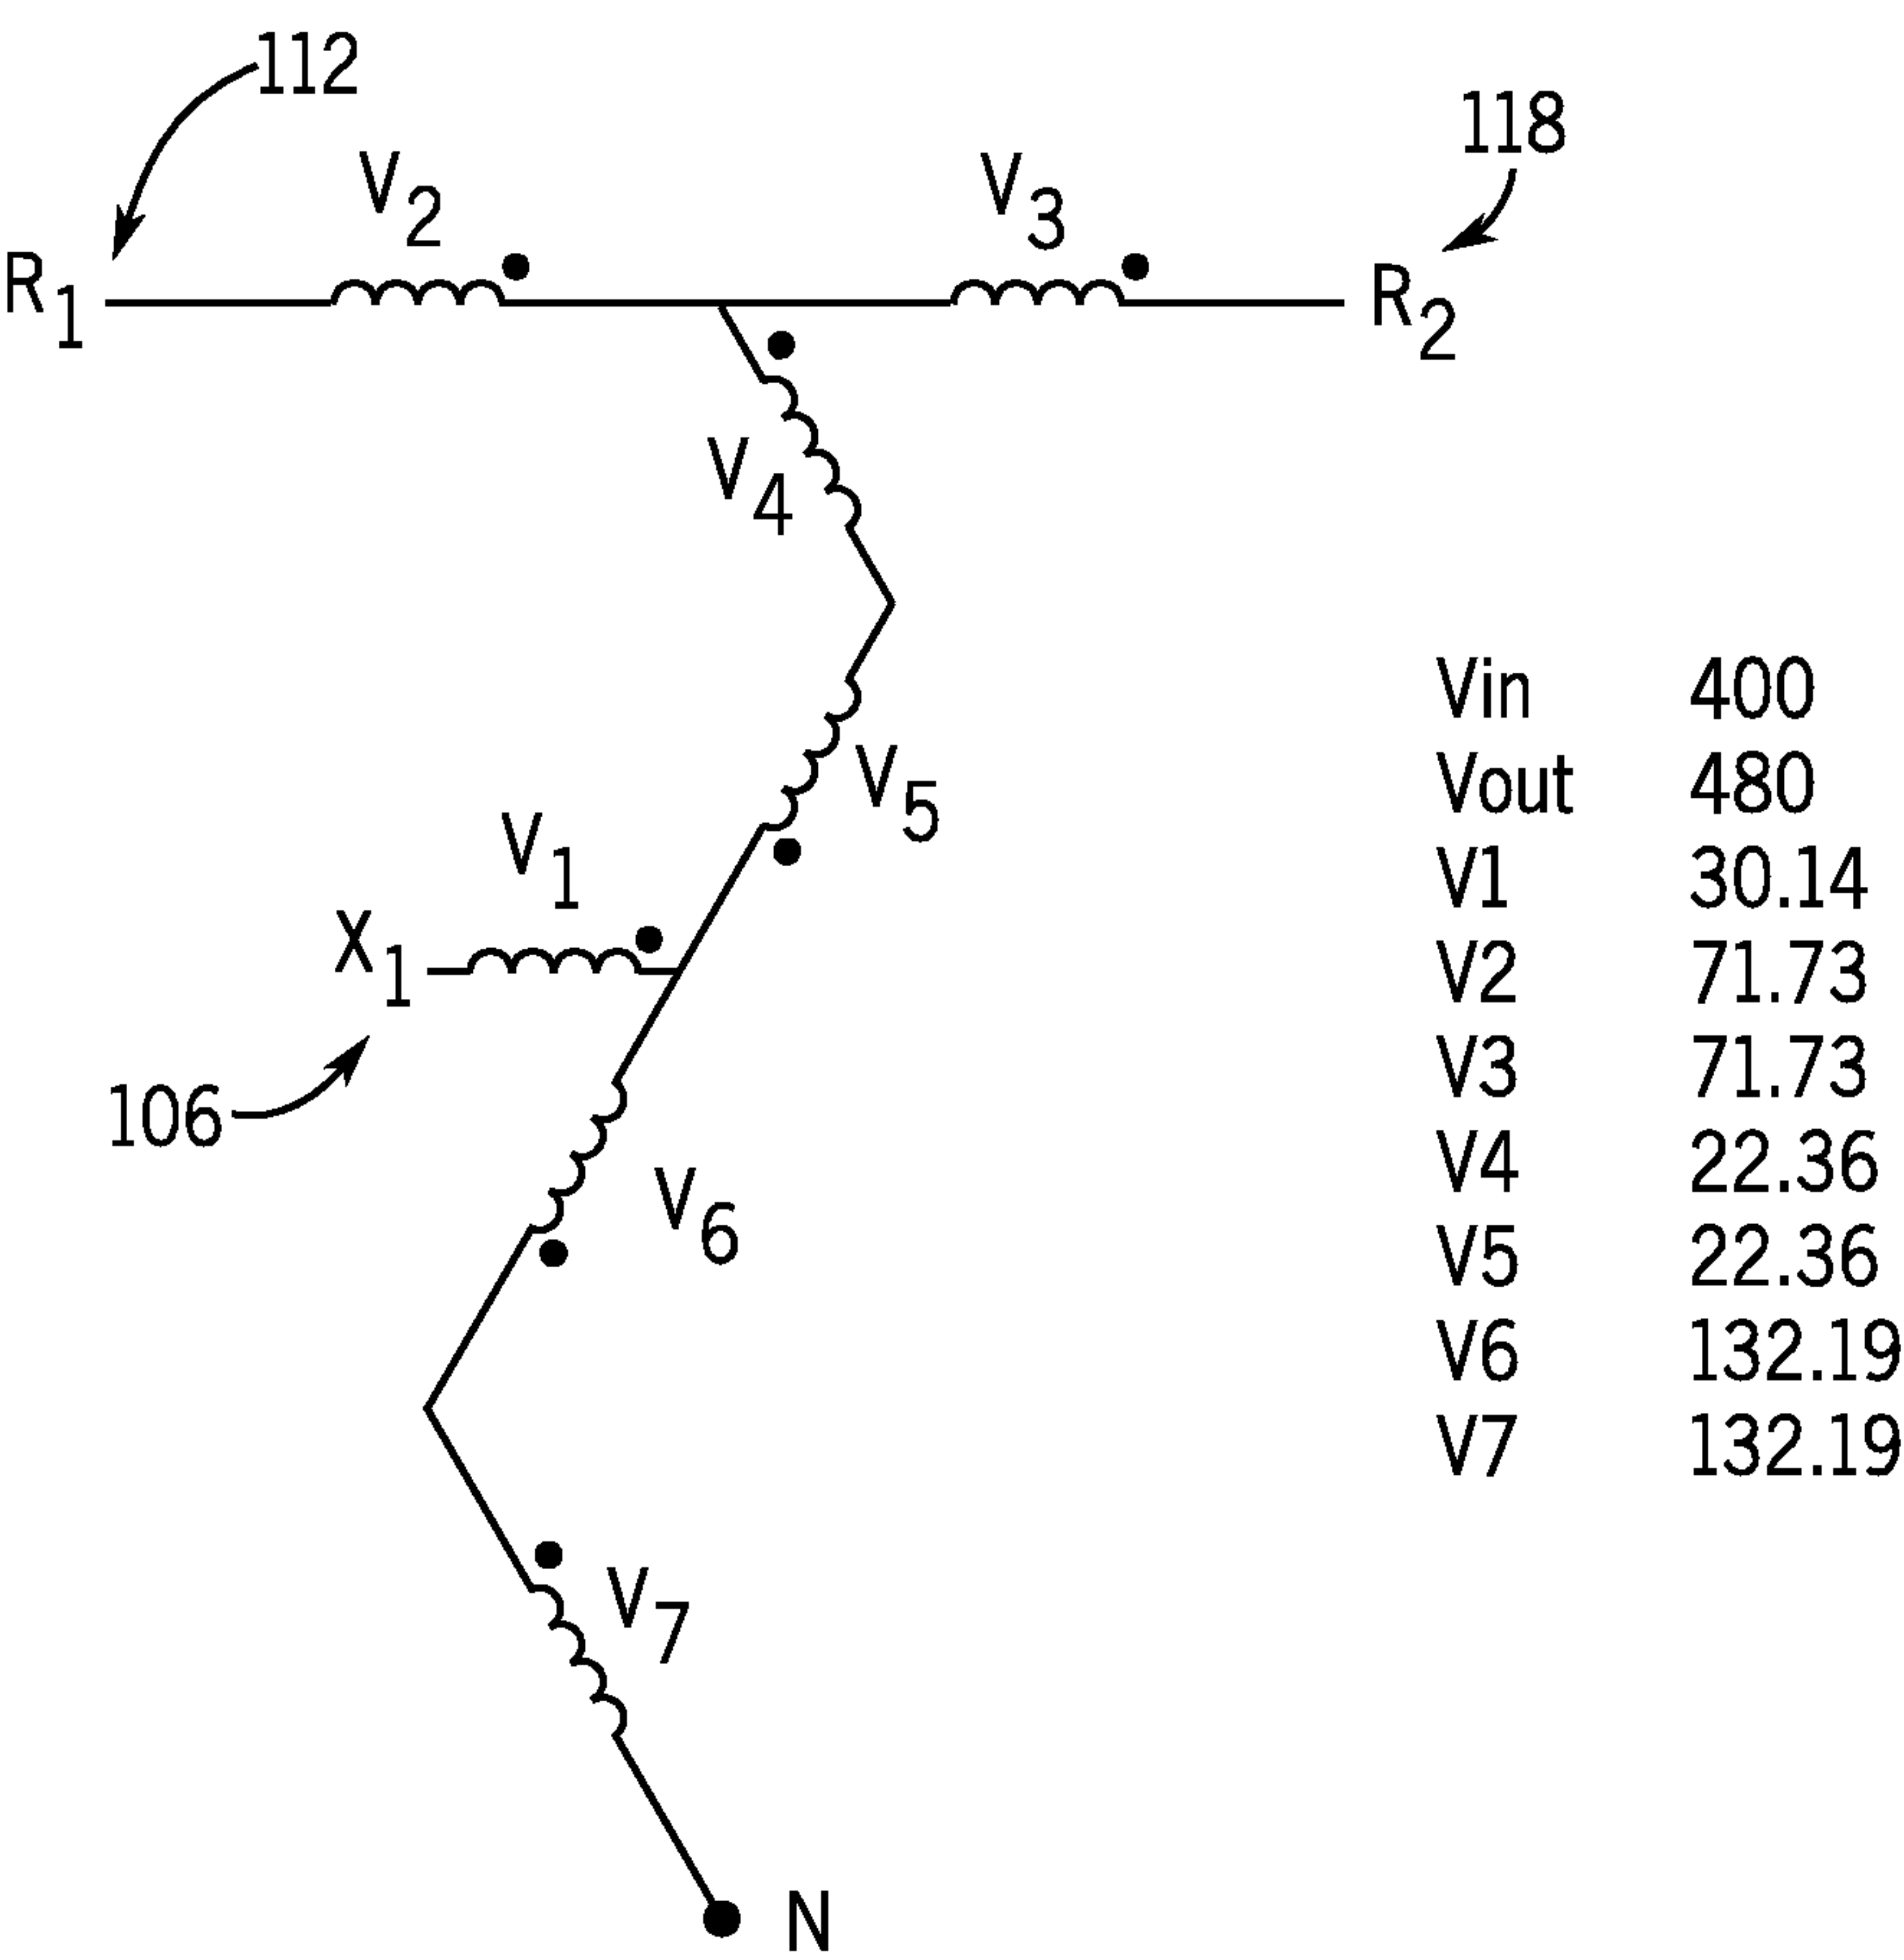 112
118
V2
V3
R1
R2
V4
V5
V1
X1
106
V6
V7
N
Vin 400
Vout 480
V1 30.14
V2 71.73
V3 71.73
V4 22.36
V5 22.36
V6 132.19
V7 132.19